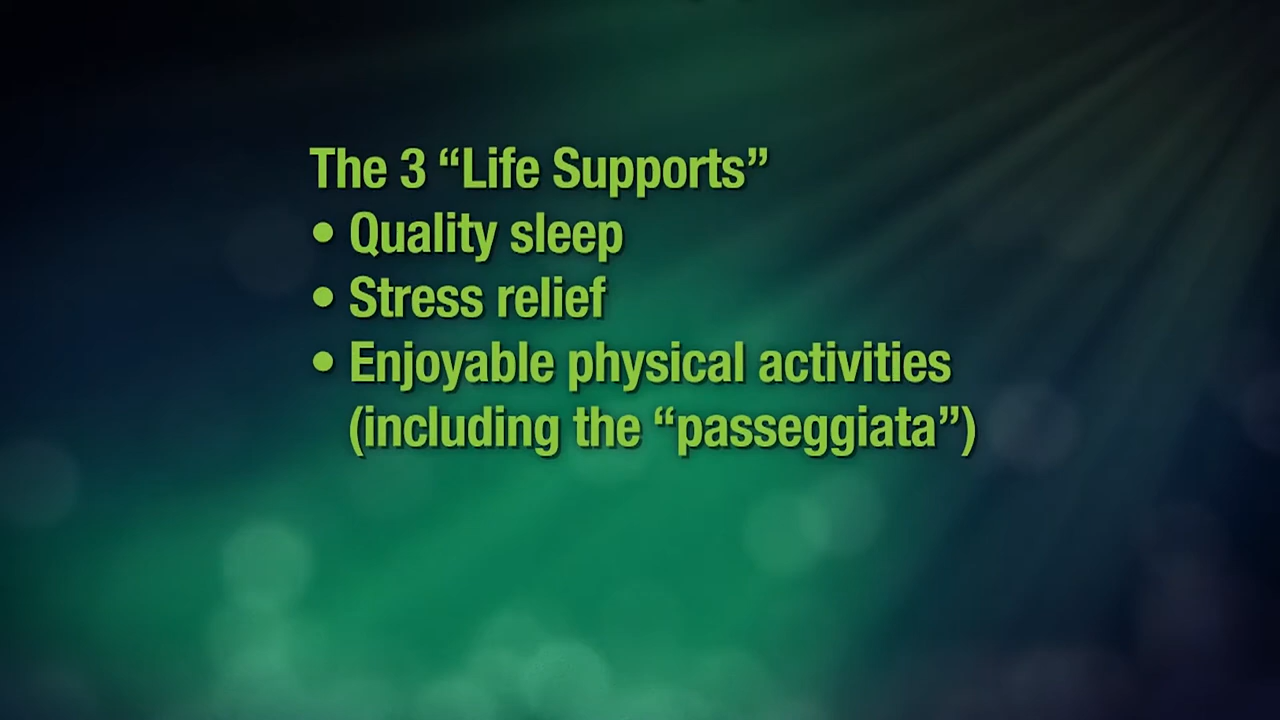 The 3 “Life Supports”
• Quality sleep
• Stress relief
• Enjoyable physical activities
(including the “passeggiata”)